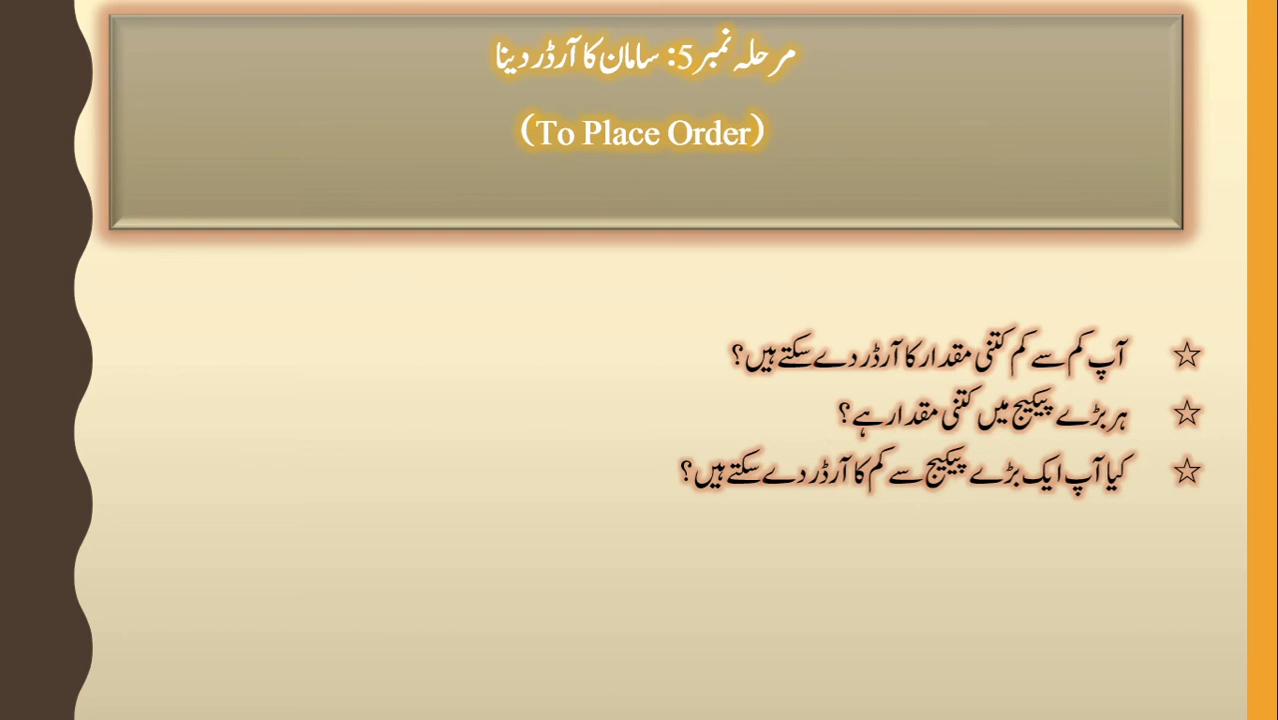 مرحلہ نمبر5: سامان کا آرڈر دینا
(To Place Order)
☆ آپ کم سے کم کتنی مقدار کا آرڈر دے سکتے ہیں؟
☆ ہر بڑے پیکیج میں کتنی مقدار ہے؟
☆ کیا آپ ایک بڑے پیکیج سے کم کا آرڈر دے سکتے ہیں؟